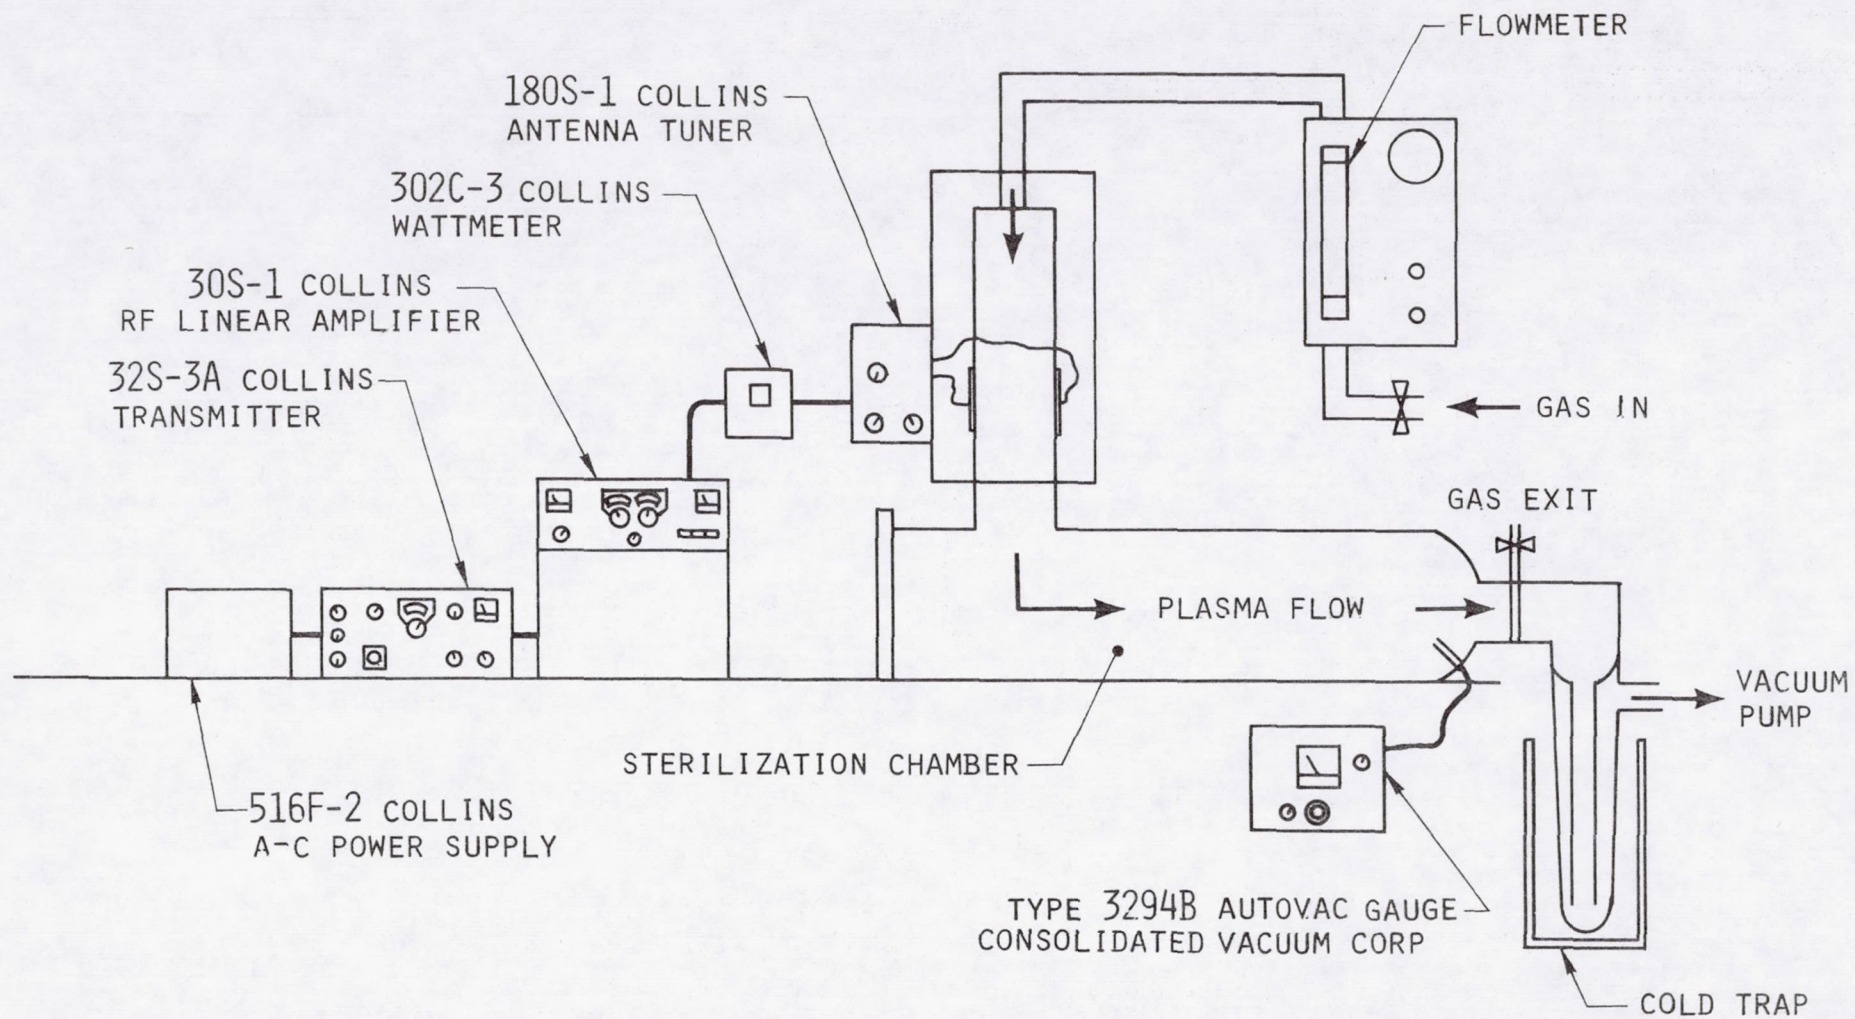 FLOWMETER
180S-1 COLLINS
ANTENNA TUNER
302C-3 COLLINS
WATTMETER
30S-1 COLLINS
RF LINEAR AMPLIFIER
32S-3A COLLINS
TRANSMITTER
GAS IN
GAS EXIT
PLASMA FLOW
VACUUM
PUMP
STERILIZATION CHAMBER
516F-2 COLLINS
A-C POWER SUPPLY
TYPE 3294B AUTOVAC GAUGE
CONSOLIDATED VACUUM CORP
COLD TRAP